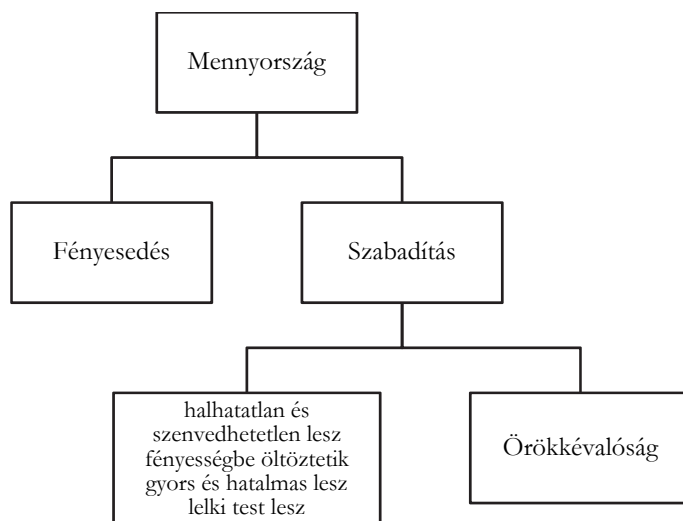 Mennyország
Fényesedés
Szabadítás
halhatatlan és
szenvedhetetlen lesz
fényességbe öltöztetik
gyors és hatalmas lesz
lelki test lesz
Örökkévalóság